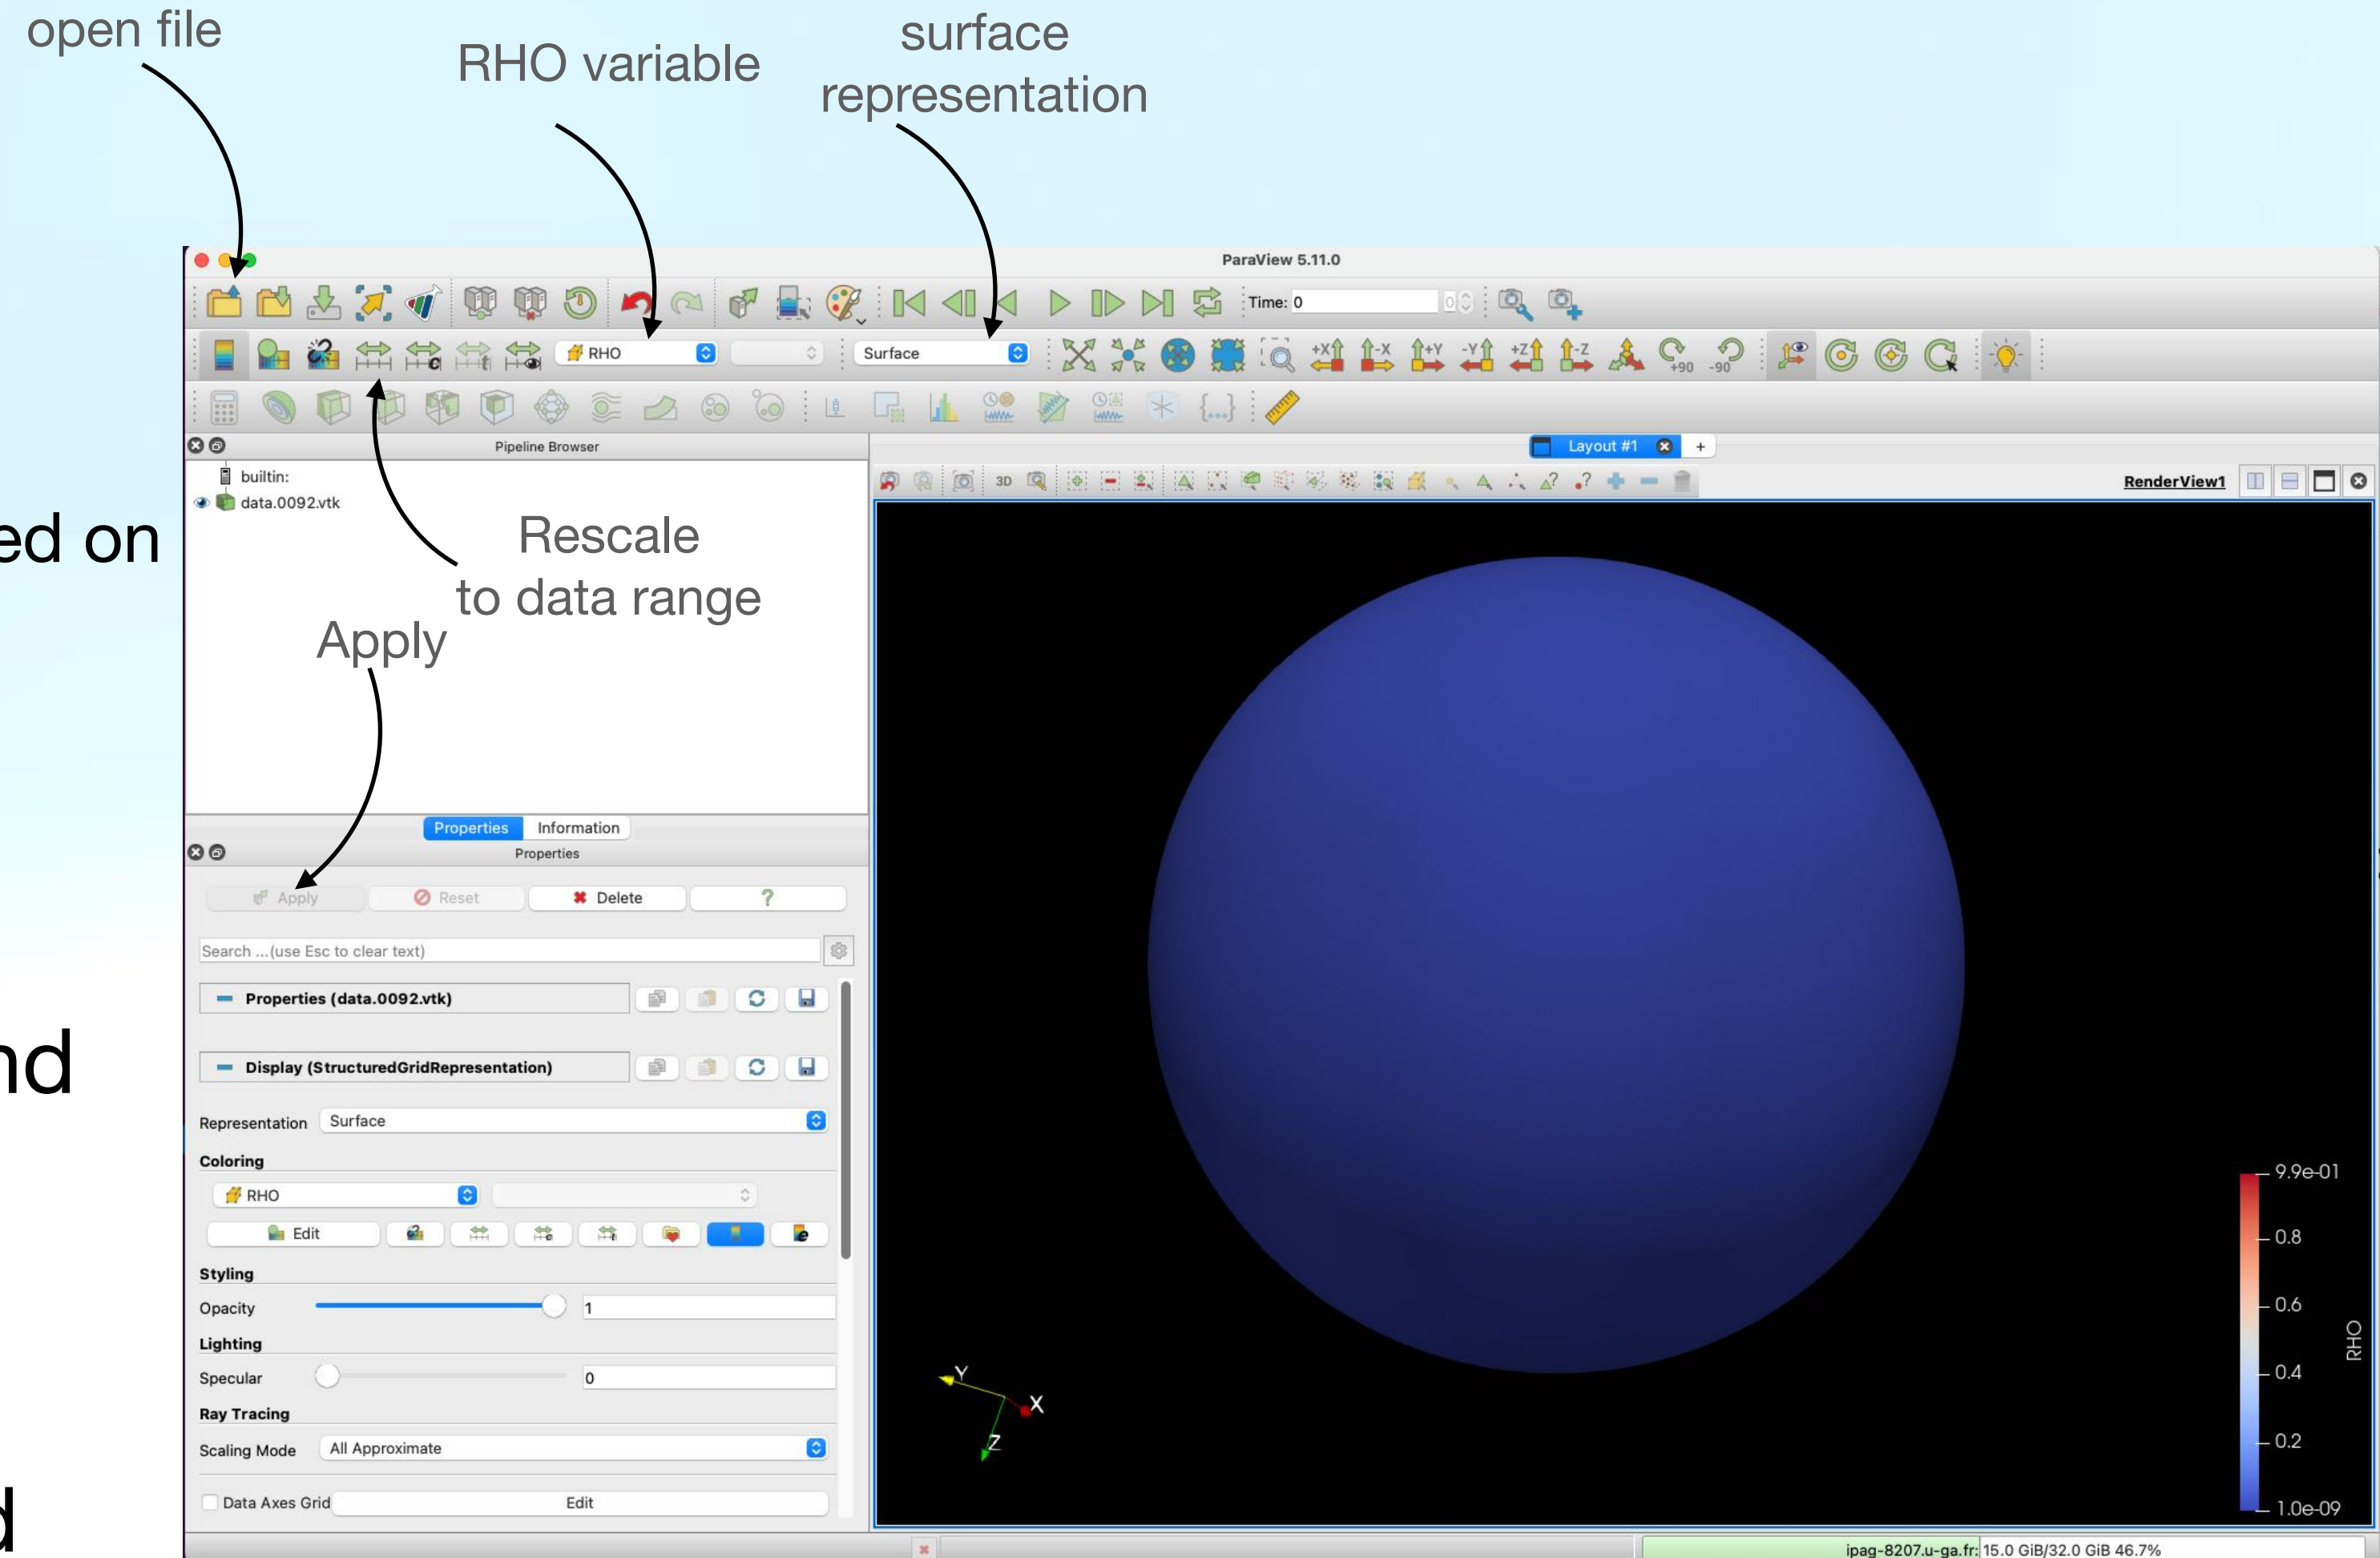 open file
RHO variable
surface
representation
ParaView 5.11.0
Time: 0
0
RHO
Surface
+X
-X
+Y
-Y
+Z
-Z
+90
-90
Pipeline Browser
Layout #1
+
builtin:
data.0092.vtk
3D
RenderView1
ed on
Rescale
to data range
Apply
Properties
Information
Properties
Apply
Reset
Delete
?
Search ...(use Esc to clear text)
Properties (data.0092.vtk)
nd
Display (StructuredGridRepresentation)
Representation
Surface
Coloring
RHO
Edit
Styling
Opacity
1
Lighting
Specular
0
Ray Tracing
Scaling Mode
All Approximate
Data Axes Grid
Edit
d
Y
X
Z
9.9e-01
0.8
0.6
0.4
0.2
1.0e-09
RHO
ipag-8207.u-ga.fr: 15.0 GiB/32.0 GiB 46.7%